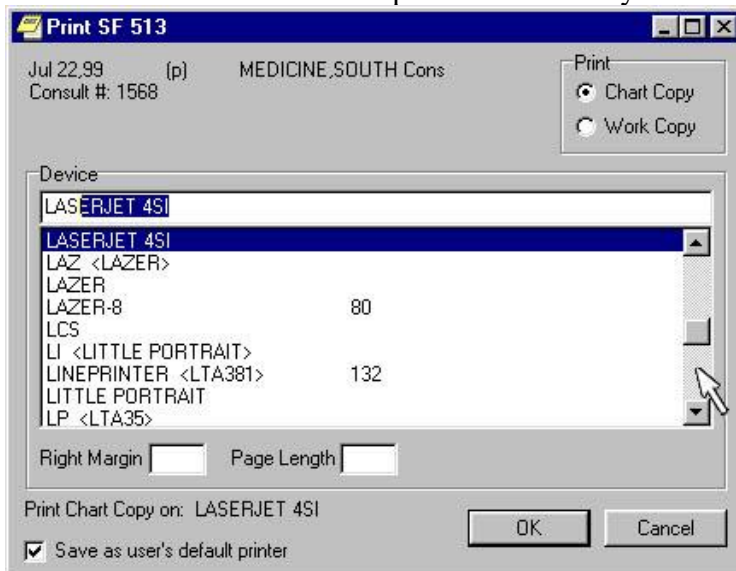 Print SF 513
Jul 22,99 (p) MEDICINE,SOUTH Cons
Consult #: 1568
Print
Chart Copy
Work Copy
Device
LASERJET 4SI
LASERJET 4SI
LAZ <LAZER>
LAZER
LAZER-8 80
LCS
LI <LITTLE PORTRAIT>
LINEPRINTER <LTA381> 132
LITTLE PORTRAIT
LP <LTA35>
Right Margin Page Length
Print Chart Copy on: LASERJET 4SI
Save as user's default printer
OK Cancel